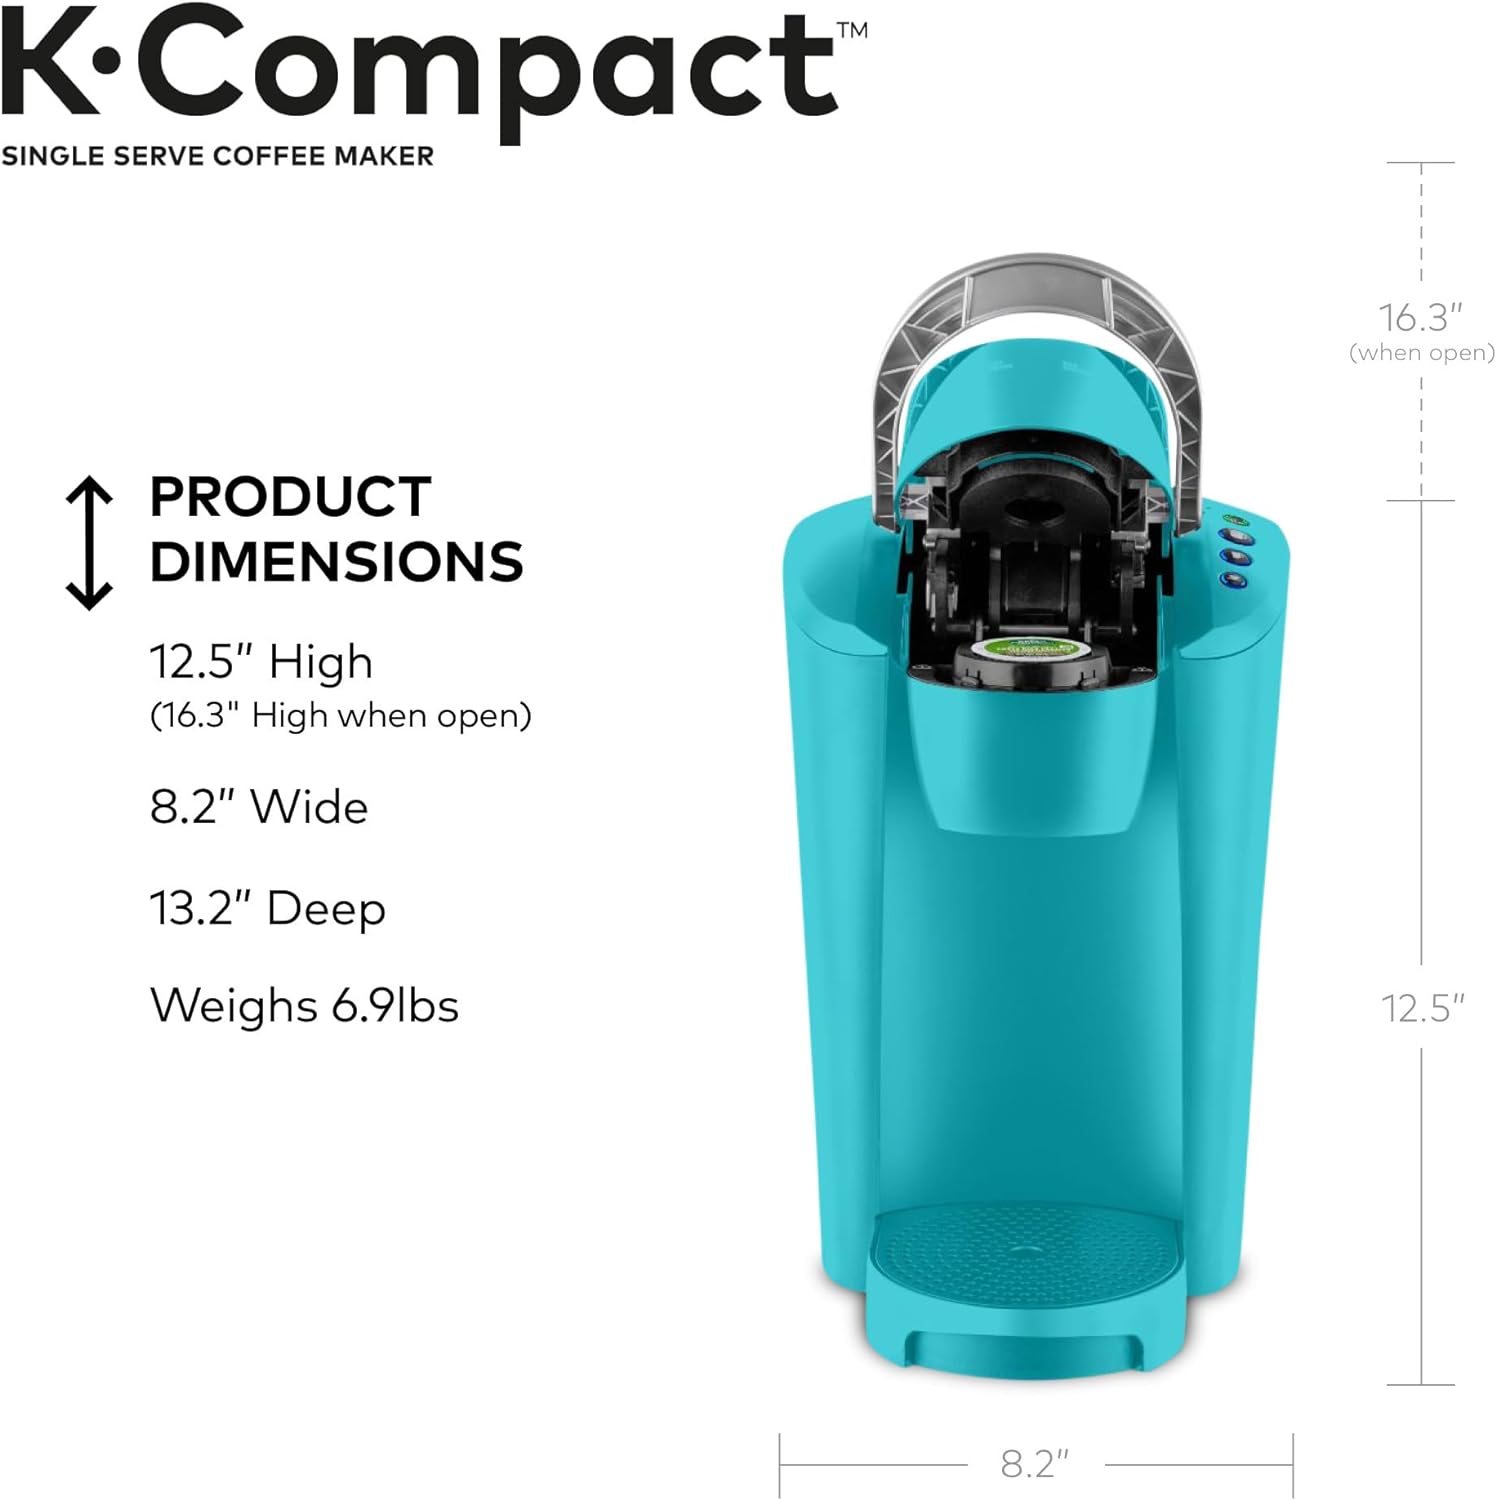 K•Compact™
SINGLE SERVE COFFEE MAKER
PRODUCT
DIMENSIONS
12.5" High
(16.3" High when open)
8.2" Wide
13.2" Deep
Weighs 6.9lbs
16.3"
(when open)
12.5"
8.2"